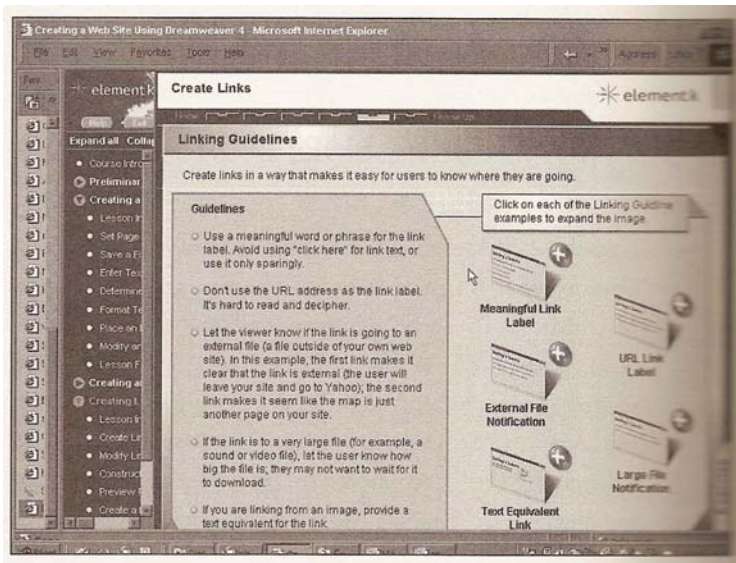 Creating a Web Site Using Dreamweaver 4 Microsoft Internet Explorer
File Edit View Favorites Tools Help
Address
element k
Create Links
element k
Help
Expand all Collap
Linking Guidelines
Course Intro
Preliminar
Creating a
Lesson In
Set Page
Save a Fi
Enter Tex
Determine
Format Te
Place an
Modify an
Lesson F
Creating a
Creating L
Lesson In
Create Lin
Modify Lin
Construct
Preview
Create a
Create links in a way that makes it easy for users to know where they are going.
Guidelines
Use a meaningful word or phrase for the link
label. Avoid using "click here" for link text, or
use it only sparingly.
Don't use the URL address as the link label.
It's hard to read and decipher.
Let the viewer know if the link is going to an
external file (a file outside of your own web
site). In this example, the first link makes it
clear that the link is external (the user will
leave your site and go to Yahoo); the second
link makes it seem like the map is just
another page on your site.
If the link is to a very large file (for example, a
sound or video file), let the user know how
big the file is; they may not want to wait for it
to download.
If you are linking from an image, provide a
text equivalent for the link.
Click on each of the Linking Guideline
examples to expand the image.
Meaningful Link
Label
URL Link
Label
External File
Notification
Large File
Notification
Text Equivalent
Link